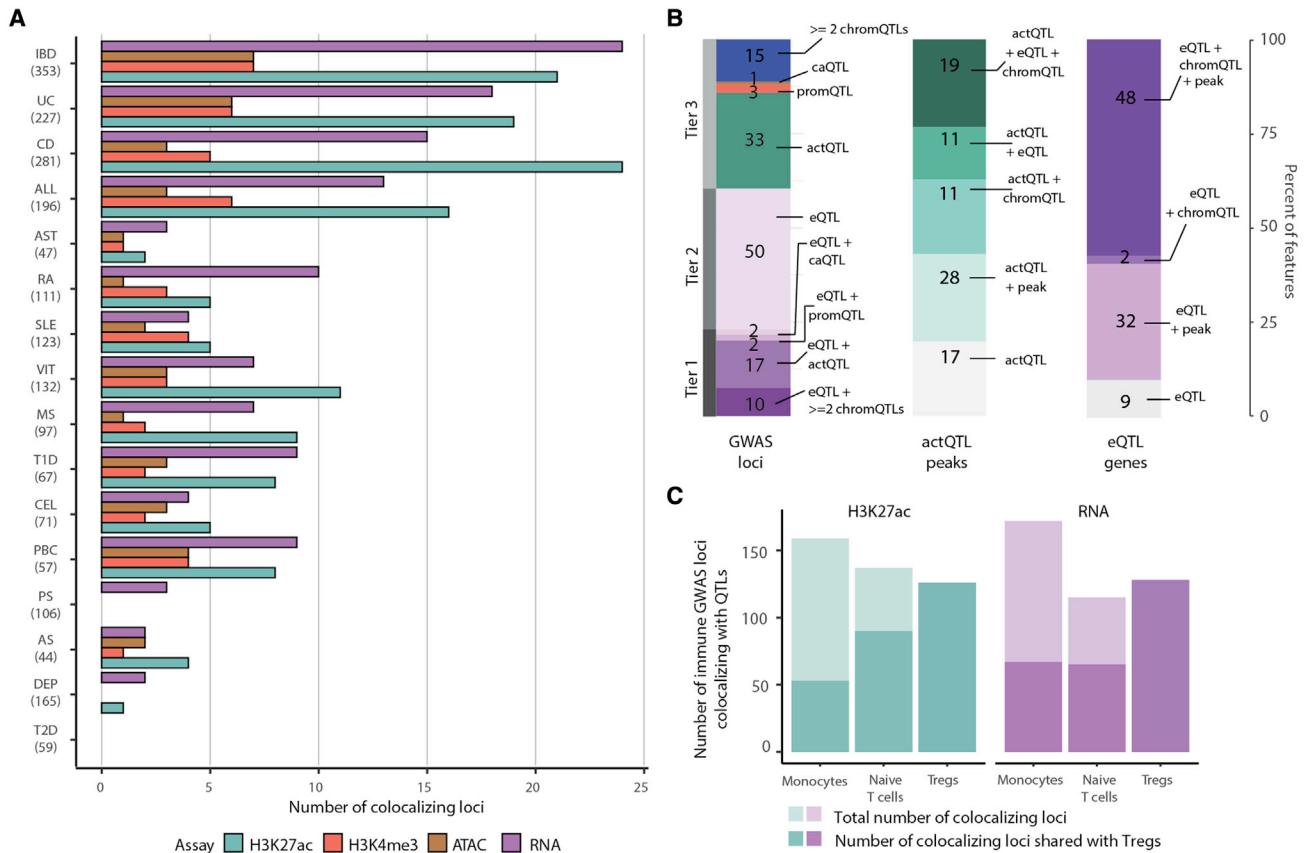 A
IBD
(353)
UC
(227)
CD
(281)
ALL
(196)
AST
(47)
RA
(111)
SLE
(123)
VIT
(132)
MS
(97)
T1D
(67)
CEL
(71)
PBC
(57)
PS
(106)
AS
(44)
DEP
(165)
T2D
(59)
0 5 10 15 20 25
Number of colocalizing loci
Assay H3K27ac H3K4me3 ATAC RNA
B
Tier 3
Tier 2
Tier 1
15
1
3
33
50
2
2
17
10
>= 2 chromQTLs
caQTL
promQTL
actQTL
eQTL
eQTL +
caQTL
eQTL +
promQTL
eQTL +
actQTL
eQTL +
>=2 chromQTLs
GWAS
loci
19
11
11
28
17
actQTL
+ eQTL +
chromQTL
actQTL
+ eQTL
actQTL +
chromQTL
actQTL
+ peak
actQTL
actQTL
peaks
48
2
32
9
eQTL +
chromQTL
+ peak
eQTL
+ chromQTL
eQTL
+ peak
eQTL
eQTL
genes
100
75
50
25
0
Percent of features
C
H3K27ac RNA
Number of immune GWAS loci
colocalizing with QTLs
150
100
50
0
Monocytes
Naive
T cells
Tregs
Monocytes
Naive
T cells
Tregs
Total number of colocalizing loci
Number of colocalizing loci shared with Tregs